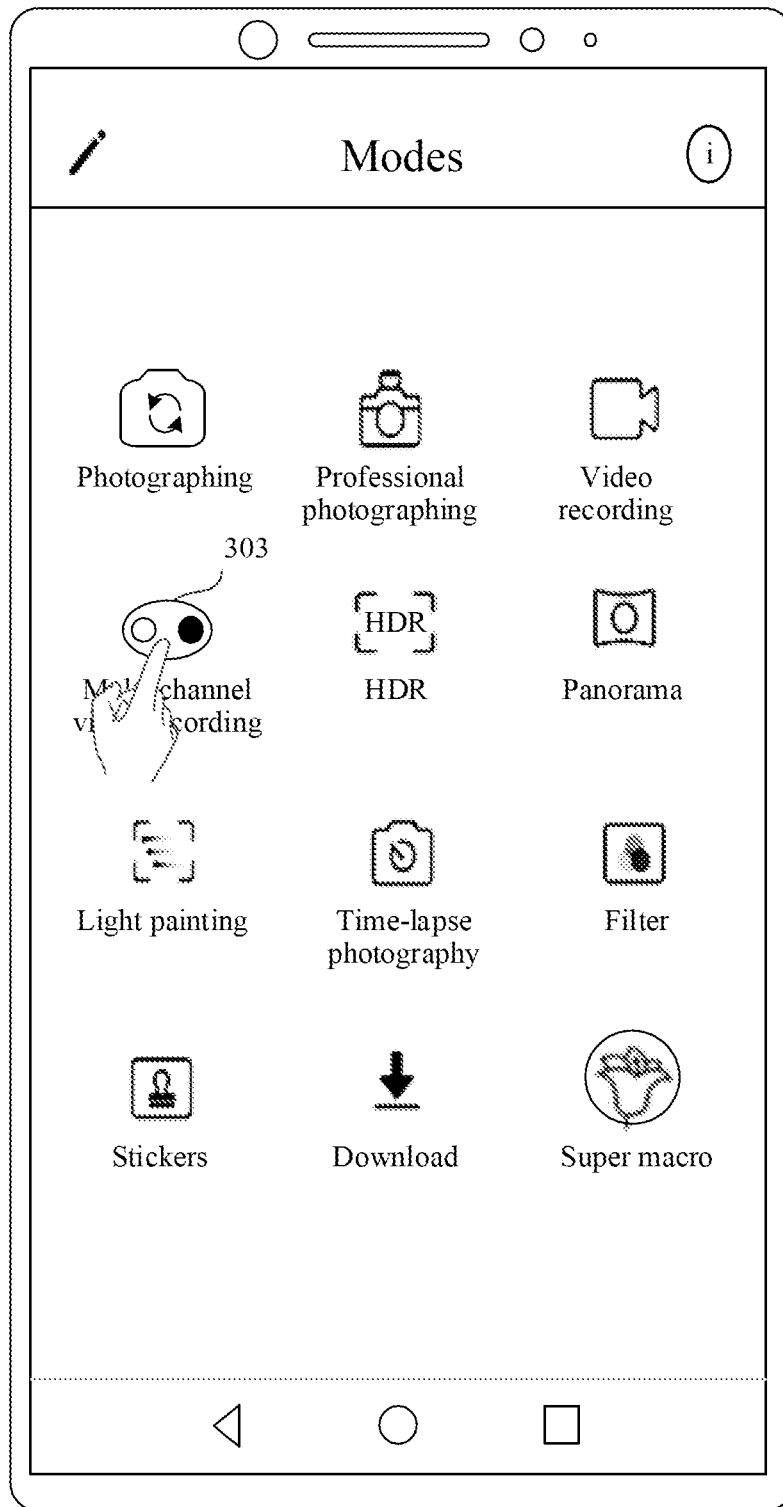 Modes
i
Photographing
Professional
photographing
Video
recording
303
channel
cording
HDR
HDR
Panorama
Light painting
Time-lapse
photography
Filter
Stickers
Download
Super macro